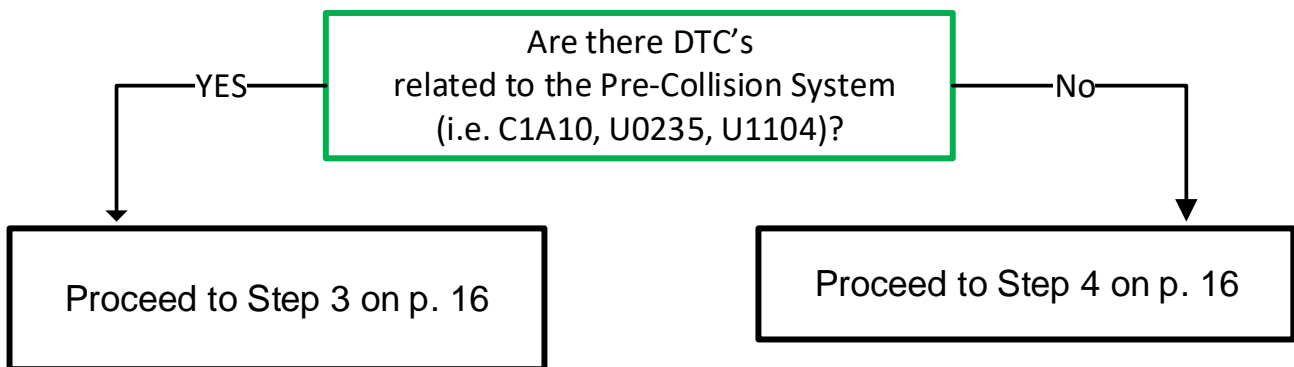 Are there DTC’s
related to the Pre-Collision System
(i.e. C1A10, U0235, U1104)?
YES
No
Proceed to Step 3 on p. 16
Proceed to Step 4 on p. 16